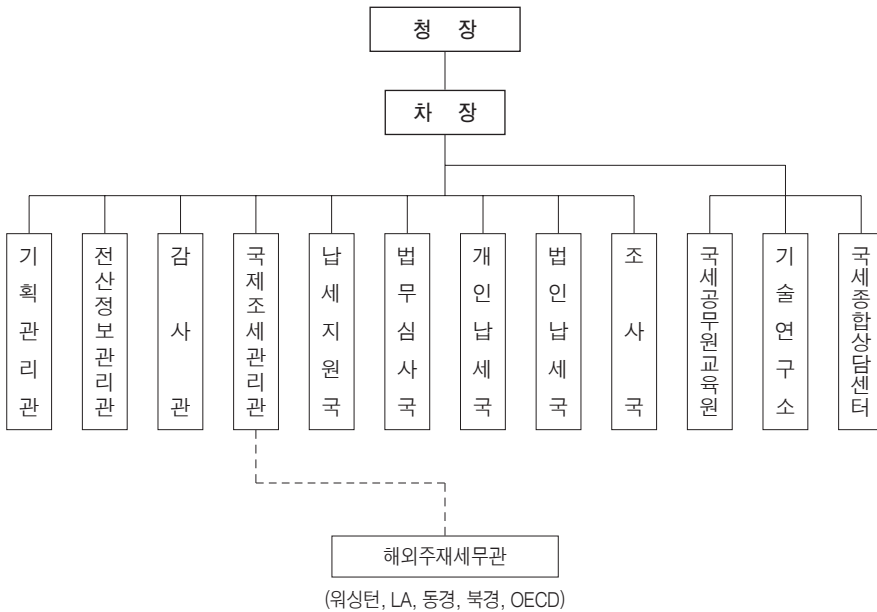 청 장
차 장
기획관리관
전산정보관리관
감사관
국제조세관리관
납세지원국
법무심사국
개인납세국
법인납세국
조사국
국세공무원교육원
기술연구소
국세종합상담센터
해외주재세무관
(워싱턴, LA, 동경, 북경, OECD)